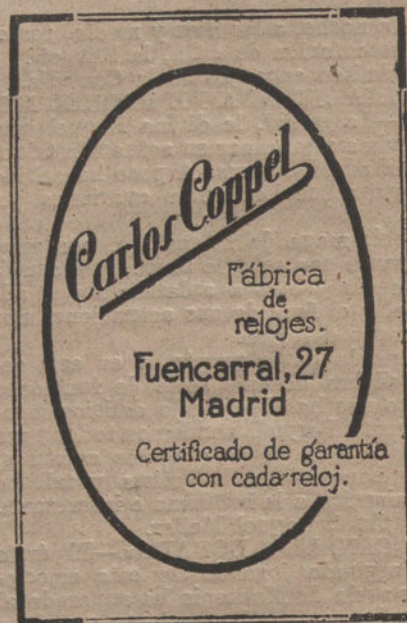 Carlos Coppel
Fábrica
de
relojes.
Fuencarral, 27
Madrid
Certificado de garantía
con cada reloj.